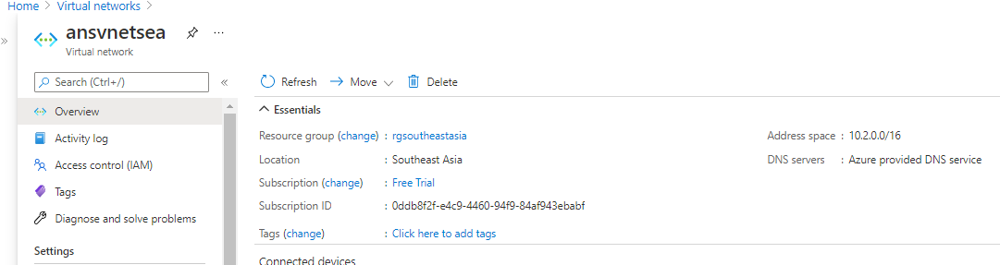 Home > Virtual networks >
»
ansvnetsea
...
Virtual network
Search (Ctrl+/)
«
Overview
Activity log
Access control (IAM)
Tags
Diagnose and solve problems
Settings
Refresh Move Delete
Essentials
Resource group (change) : rgsoutheastasia
Address space : 10.2.0.0/16
Location : Southeast Asia
DNS servers : Azure provided DNS service
Subscription (change) : Free Trial
Subscription ID : 0ddb8f2f-e4c9-4460-94f9-84af943ebabf
Tags (change) : Click here to add tags
Connected devices